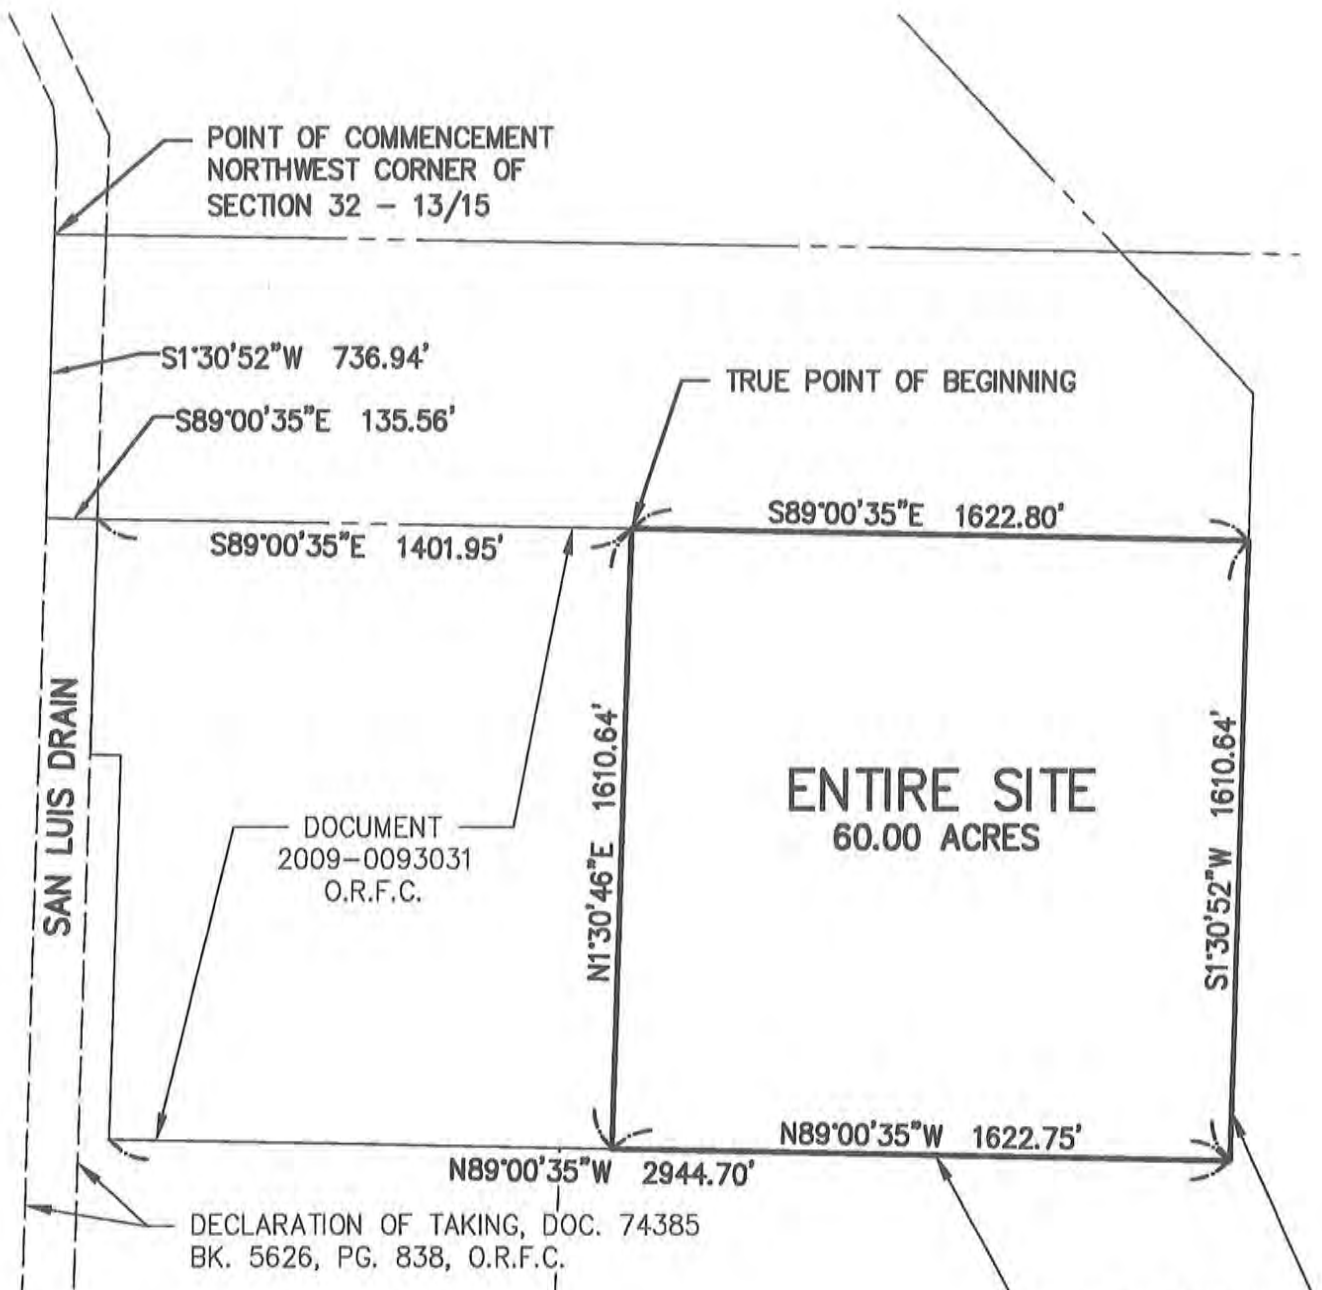 POINT OF COMMENCEMENT
NORTHWEST CORNER OF
SECTION 32 - 13/15
S1°30'52"W 736.94'
S89°00'35"E 135.56'
TRUE POINT OF BEGINNING
S89°00'35"E 1622.80'
S89°00'35"E 1401.95'
SAN LUIS DRAIN
N1°30'46"E 1610.64'
ENTIRE SITE
60.00 ACRES
S1°30'52"W 1610.64'
DOCUMENT
2009-0093031
O.R.F.C.
N89°00'35"W 1622.75'
N89°00'35"W 2944.70'
DECLARATION OF TAKING, DOC. 74385
BK. 5626, PG. 838, O.R.F.C.